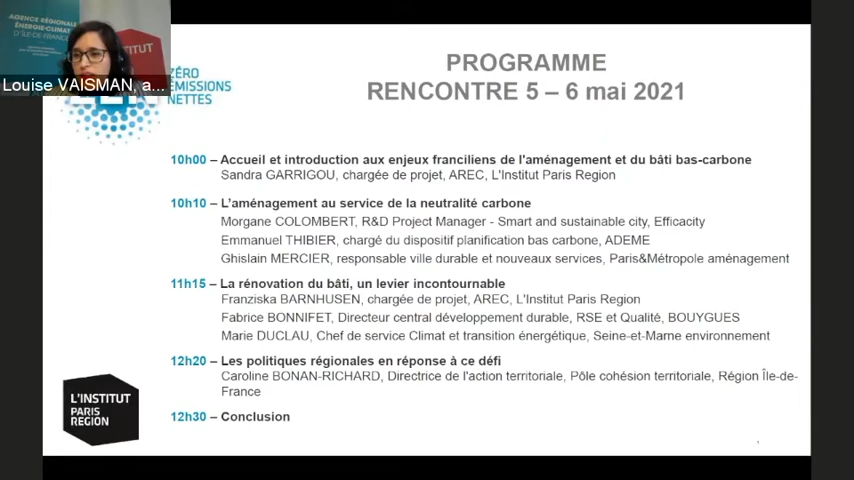 AGENCE RÉGIONALE
ÉNERGIE-CLIMAT
D'ÎLE-DE-FRANCE
Louise VAISMAN, a...
ZÉRO
ÉMISSIONS
NETTES
PROGRAMME
RENCONTRE 5 – 6 mai 2021
10h00 – Accueil et introduction aux enjeux franciliens de l'aménagement et du bâti bas-carbone
Sandra GARRIGOU, chargée de projet, AREC, L'Institut Paris Region
10h10 – L'aménagement au service de la neutralité carbone
Morgane COLOMBERT, R&D Project Manager - Smart and sustainable city, Efficacity
Emmanuel THIBIER, chargé du dispositif planification bas carbone, ADEME
Ghislain MERCIER, responsable ville durable et nouveaux services, Paris&Métropole aménagement
11h15 – La rénovation du bâti, un levier incontournable
Franziska BARNHUSEN, chargée de projet, AREC, L'Institut Paris Region
Fabrice BONNIFET, Directeur central développement durable, RSE et Qualité, BOUYGUES
Marie DUCLAU, Chef de service Climat et transition énergétique, Seine-et-Marne environnement
12h20 – Les politiques régionales en réponse à ce défi
Caroline BONAN-RICHARD, Directrice de l'action territoriale, Pôle cohésion territoriale, Région Île-de-
France
12h30 – Conclusion
L'INSTITUT
PARIS
REGION